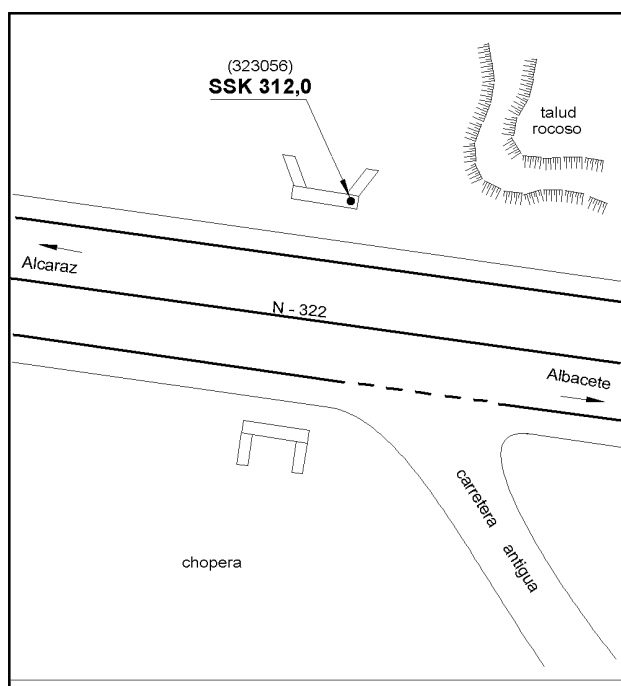 (323056)
SSK 312,0
talud
rocoso
Alcaraz
N - 322
Albacete
carretera
antigua
chopera